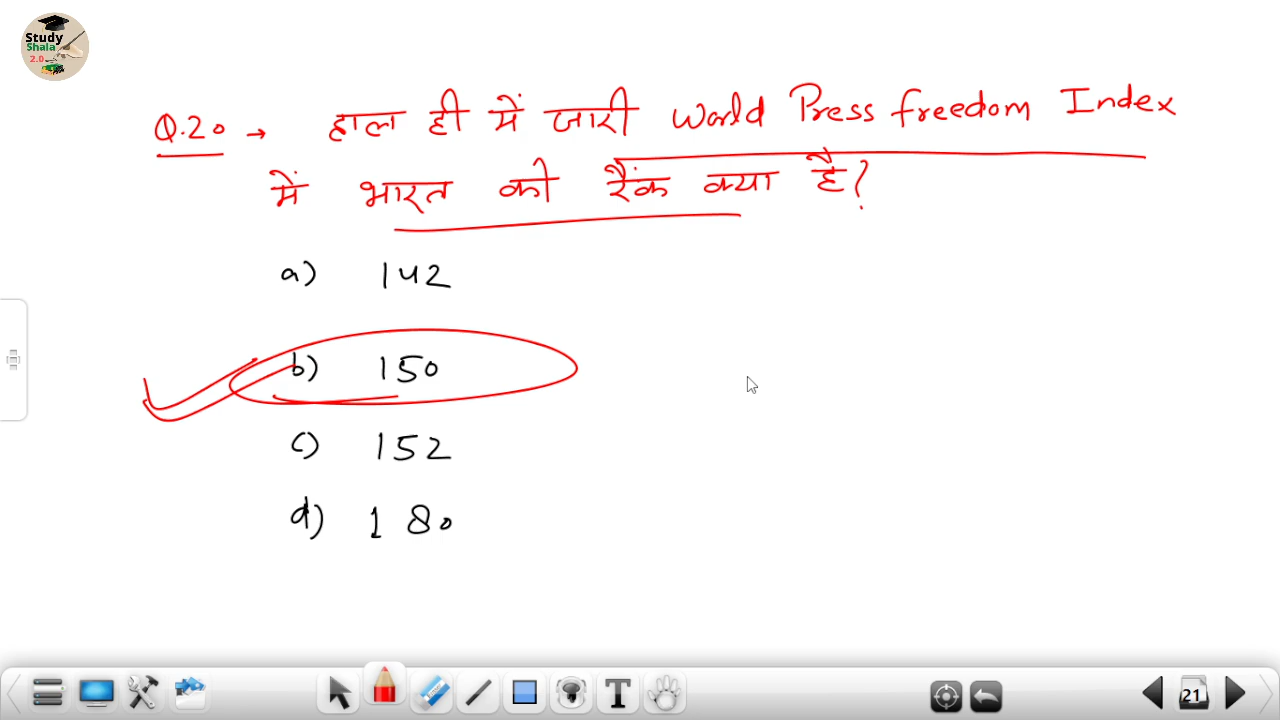 Study
Shala
2.0
Q.20 → हाल ही में जारी World Press freedom Index
में भारत की रैंक क्या है?
a) 142
b) 150
c) 152
d) 180
T
21